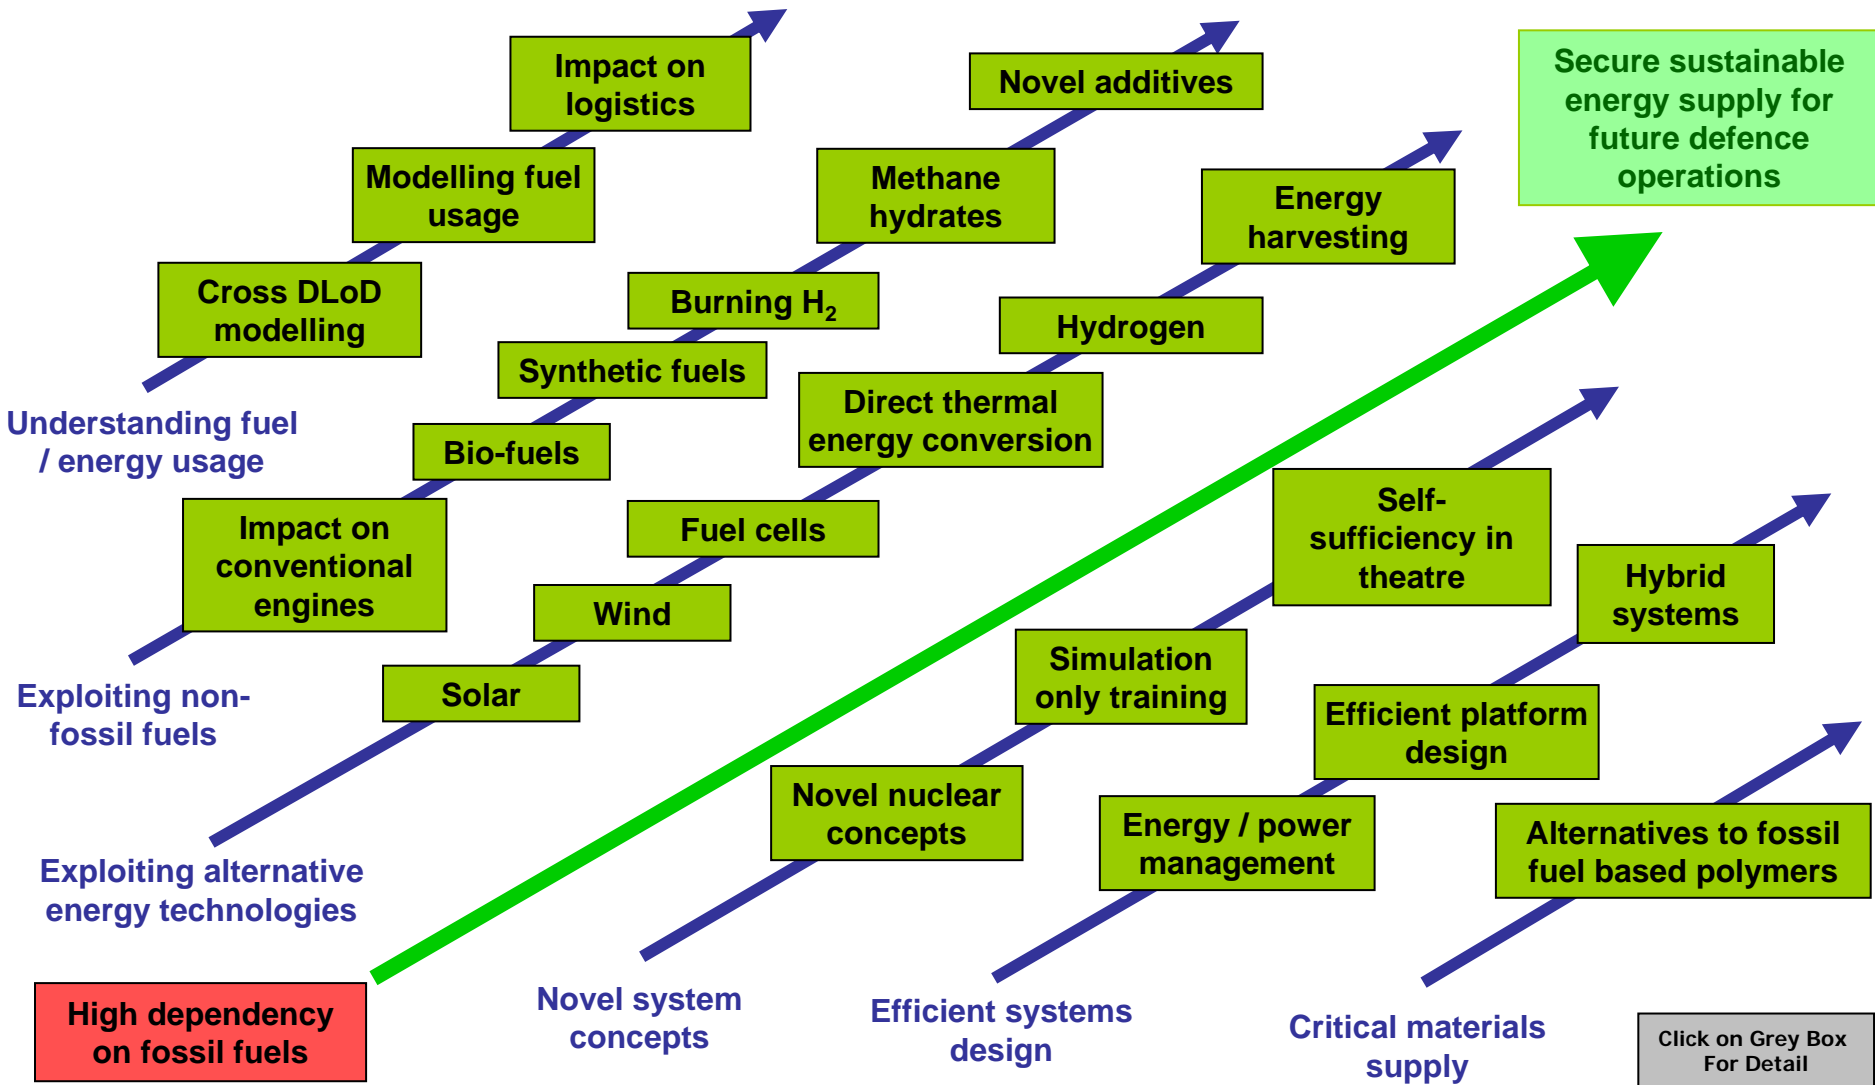 Impact on
logistics
Modelling fuel
usage
Cross DLoD
modelling
Understanding fuel
/ energy usage
Novel additives
Methane
hydrates
Burning H₂
Synthetic fuels
Bio-fuels
Impact on
conventional
engines
Exploiting non-
fossil fuels
Energy
harvesting
Hydrogen
Direct thermal
energy conversion
Fuel cells
Wind
Solar
Exploiting alternative
energy technologies
Secure sustainable
energy supply for
future defence
operations
High dependency
on fossil fuels
Self-
sufficiency in
theatre
Simulation
only training
Novel nuclear
concepts
Novel system
concepts
Hybrid
systems
Efficient platform
design
Energy / power
management
Efficient systems
design
Alternatives to fossil
fuel based polymers
Critical materials
supply
Click on Grey Box
For Detail